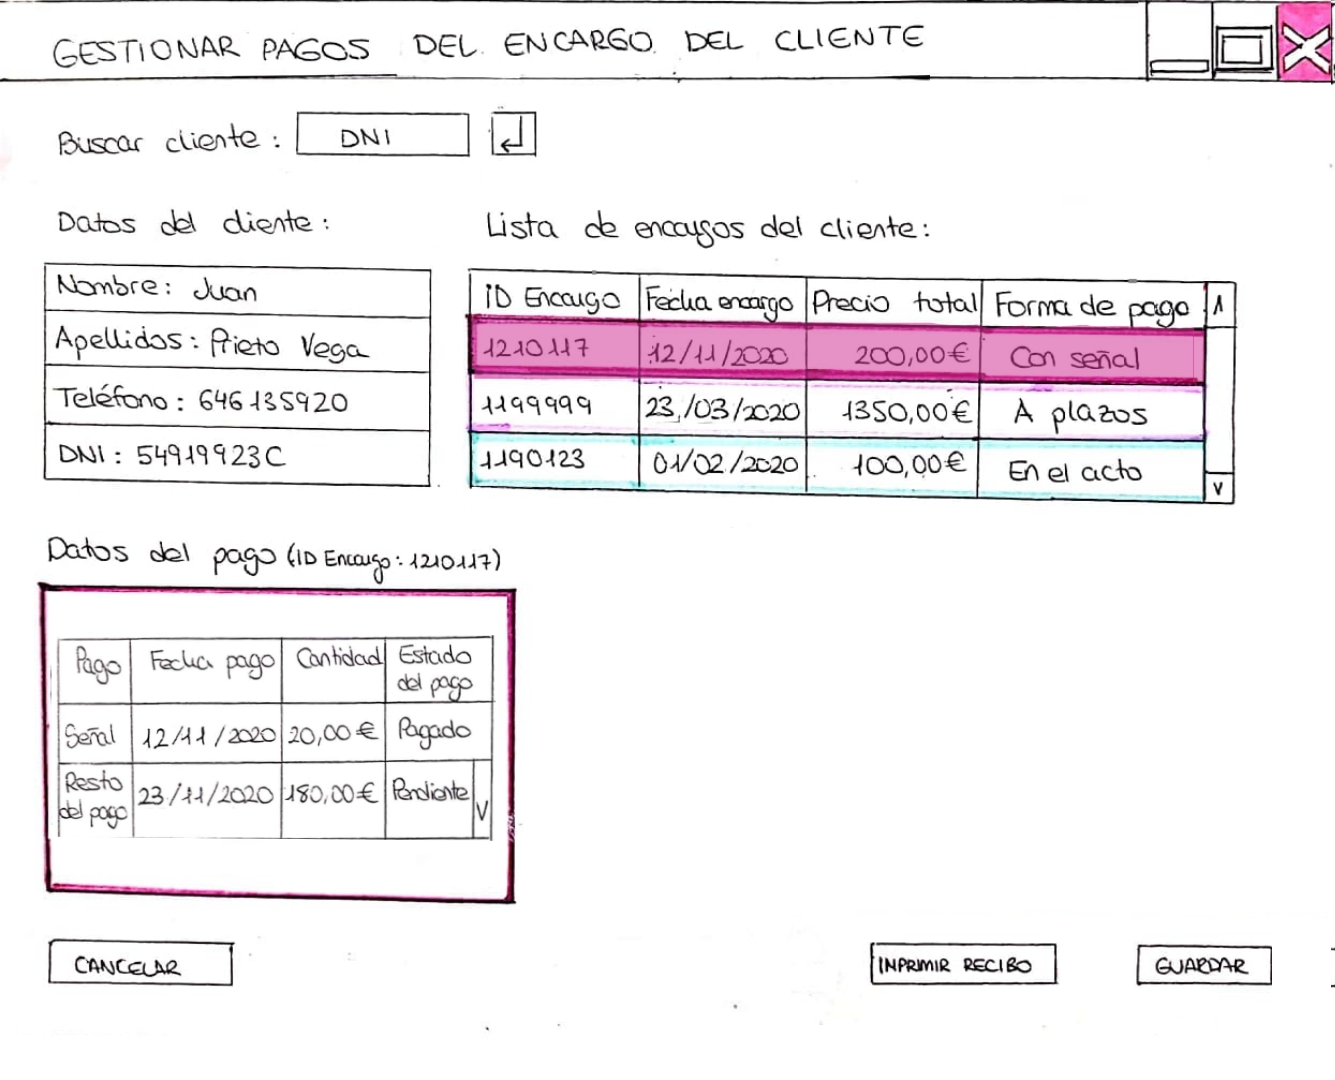 GESTIONAR PAGOS DEL ENCARGO DEL CLIENTE
Buscar cliente: DNI
Datos del cliente:
Nombre: Juan
Apellidos: Prieto Vega
Teléfono: 646135920
DNI: 54919923C
Lista de encargos del cliente:
ID Encargo Fecha encargo Precio total Forma de pago
1210117 12/11/2020 200,00€ Con señal
1199999 23/03/2020 1350,00€ A plazos
1190123 01/02/2020 100,00€ En el acto
Datos del pago (ID Encargo: 1210117)
Pago Fecha pago Cantidad Estado
del pago
Señal 12/11/2020 20,00€ Pagado
Resto
del pago 23/11/2020 180,00€ Pendiente
CANCELAR INPRIMIR RECIBO GUARDAR